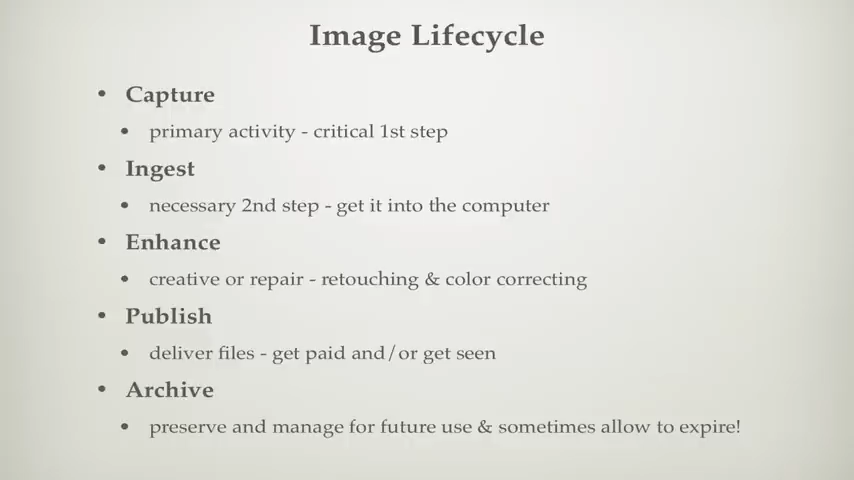 Image Lifecycle
• Capture
• primary activity - critical 1st step
• Ingest
• necessary 2nd step - get it into the computer
• Enhance
• creative or repair - retouching & color correcting
• Publish
• deliver files - get paid and/or get seen
• Archive
• preserve and manage for future use & sometimes allow to expire!